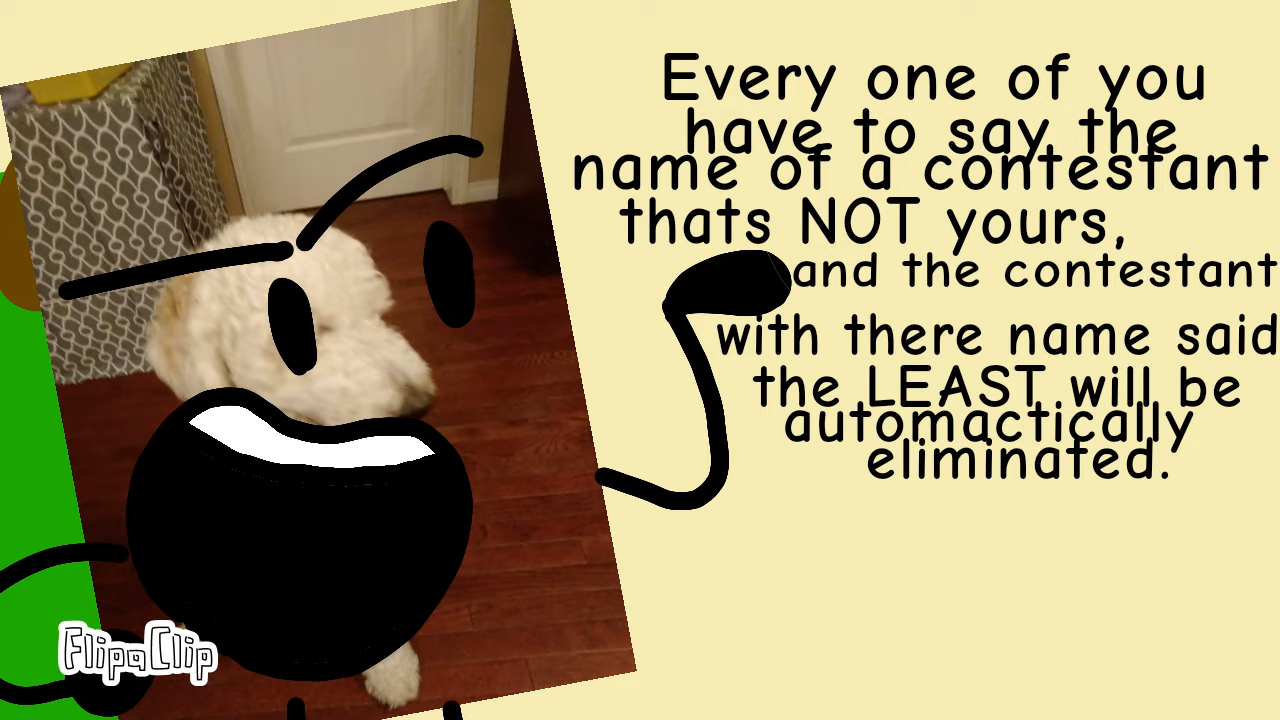 Every one of you
have to say the
name of a contestant
thats NOT yours,
and the contestant
with there name said
the LEAST will be
automactically
eliminated.
FlipaClip